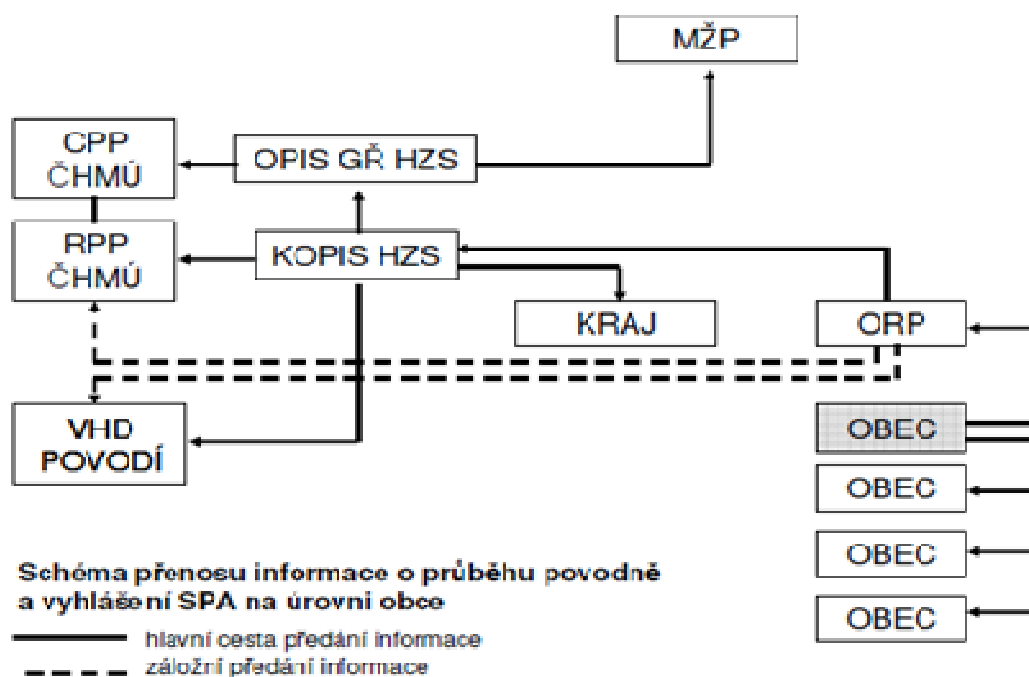 MŽP
CPP
ČHMÚ
OPIS GŘ HZS
RPP
ČHMÚ
KOPIS HZS
KRAJ
ORP
VHD
POVODÍ
OBEC
OBEC
OBEC
OBEC
Schéma přenosu informace o průběhu povodně
a vyhlášení SPA na úrovni obce
hlavní cesta předání informace
záložní předání informace